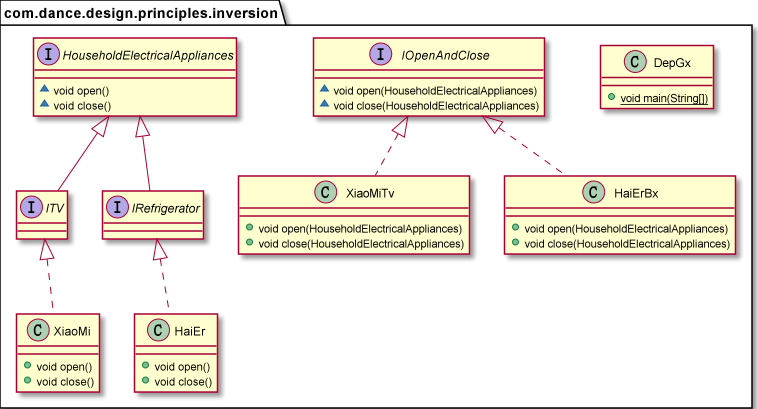 com.dance.design.principles.inversion
I HouseholdElectricalAppliances
void open()
void close()
I IOpenAndClose
void open(HouseholdElectricalAppliances)
void close(HouseholdElectricalAppliances)
C DepGx
void main(String[])
I ITV
I IRefrigerator
C XiaoMiTv
void open(HouseholdElectricalAppliances)
void close(HouseholdElectricalAppliances)
C HaiErBx
void open(HouseholdElectricalAppliances)
void close(HouseholdElectricalAppliances)
C XiaoMi
void open()
void close()
C HaiEr
void open()
void close()